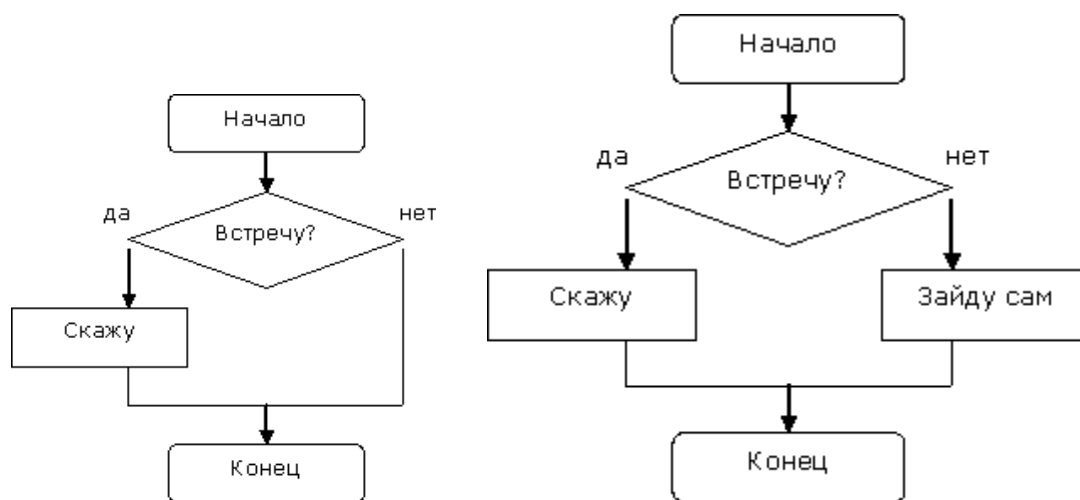 Начало
да
нет
Встречу?
Скажу
Конец
Начало
да
нет
Встречу?
Скажу
Зайду сам
Конец